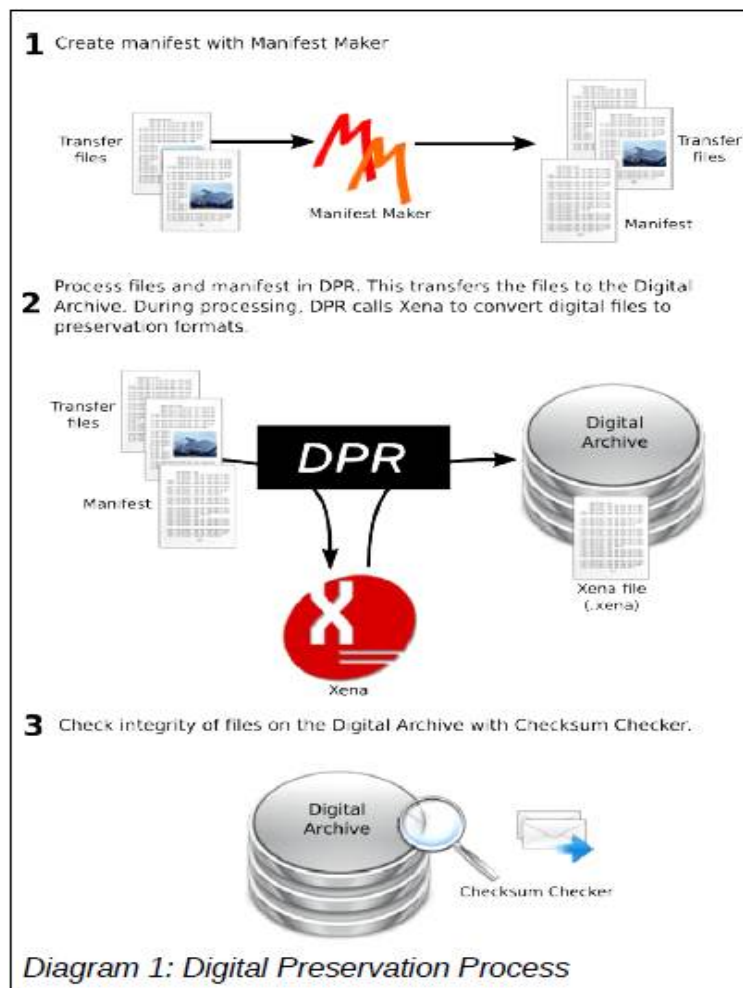 1 Create manifest with Manifest Maker
Transfer
files
Manifest Maker
Transfer
files
Manifest
2 Process files and manifest in DPR. This transfers the files to the Digital
Archive. During processing, DPR calls Xena to convert digital files to
preservation formats.
Transfer
files
Manifest
DPR
Digital
Archive
Xena file
(.xena)
X
Xena
3 Check integrity of files on the Digital Archive with Checksum Checker.
Digital
Archive
Checksum Checker
Diagram 1: Digital Preservation Process